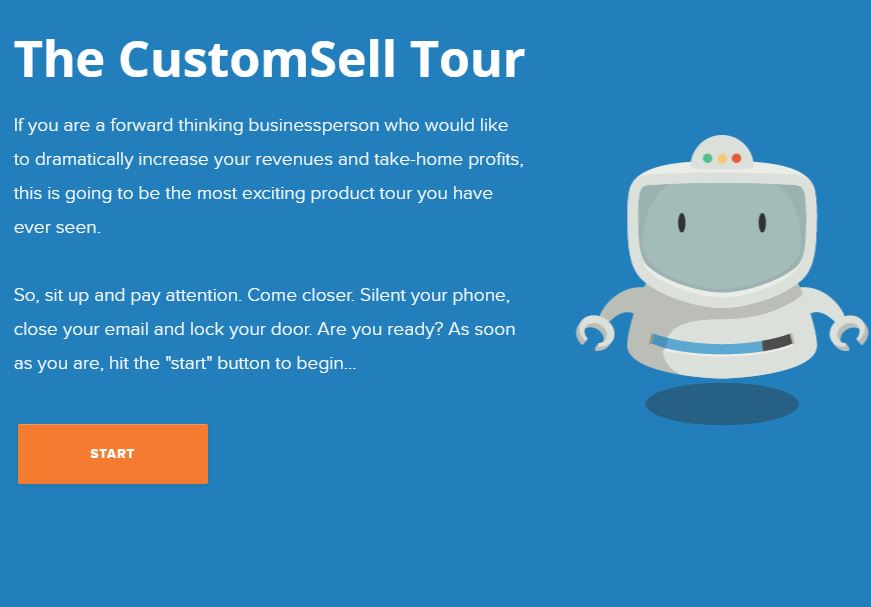 The CustomSell Tour
If you are a forward thinking businessperson who would like
to dramatically increase your revenues and take-home profits,
this is going to be the most exciting product tour you have
ever seen.
So, sit up and pay attention. Come closer. Silent your phone,
close your email and lock your door. Are you ready? As soon
as you are, hit the "start" button to begin...
START